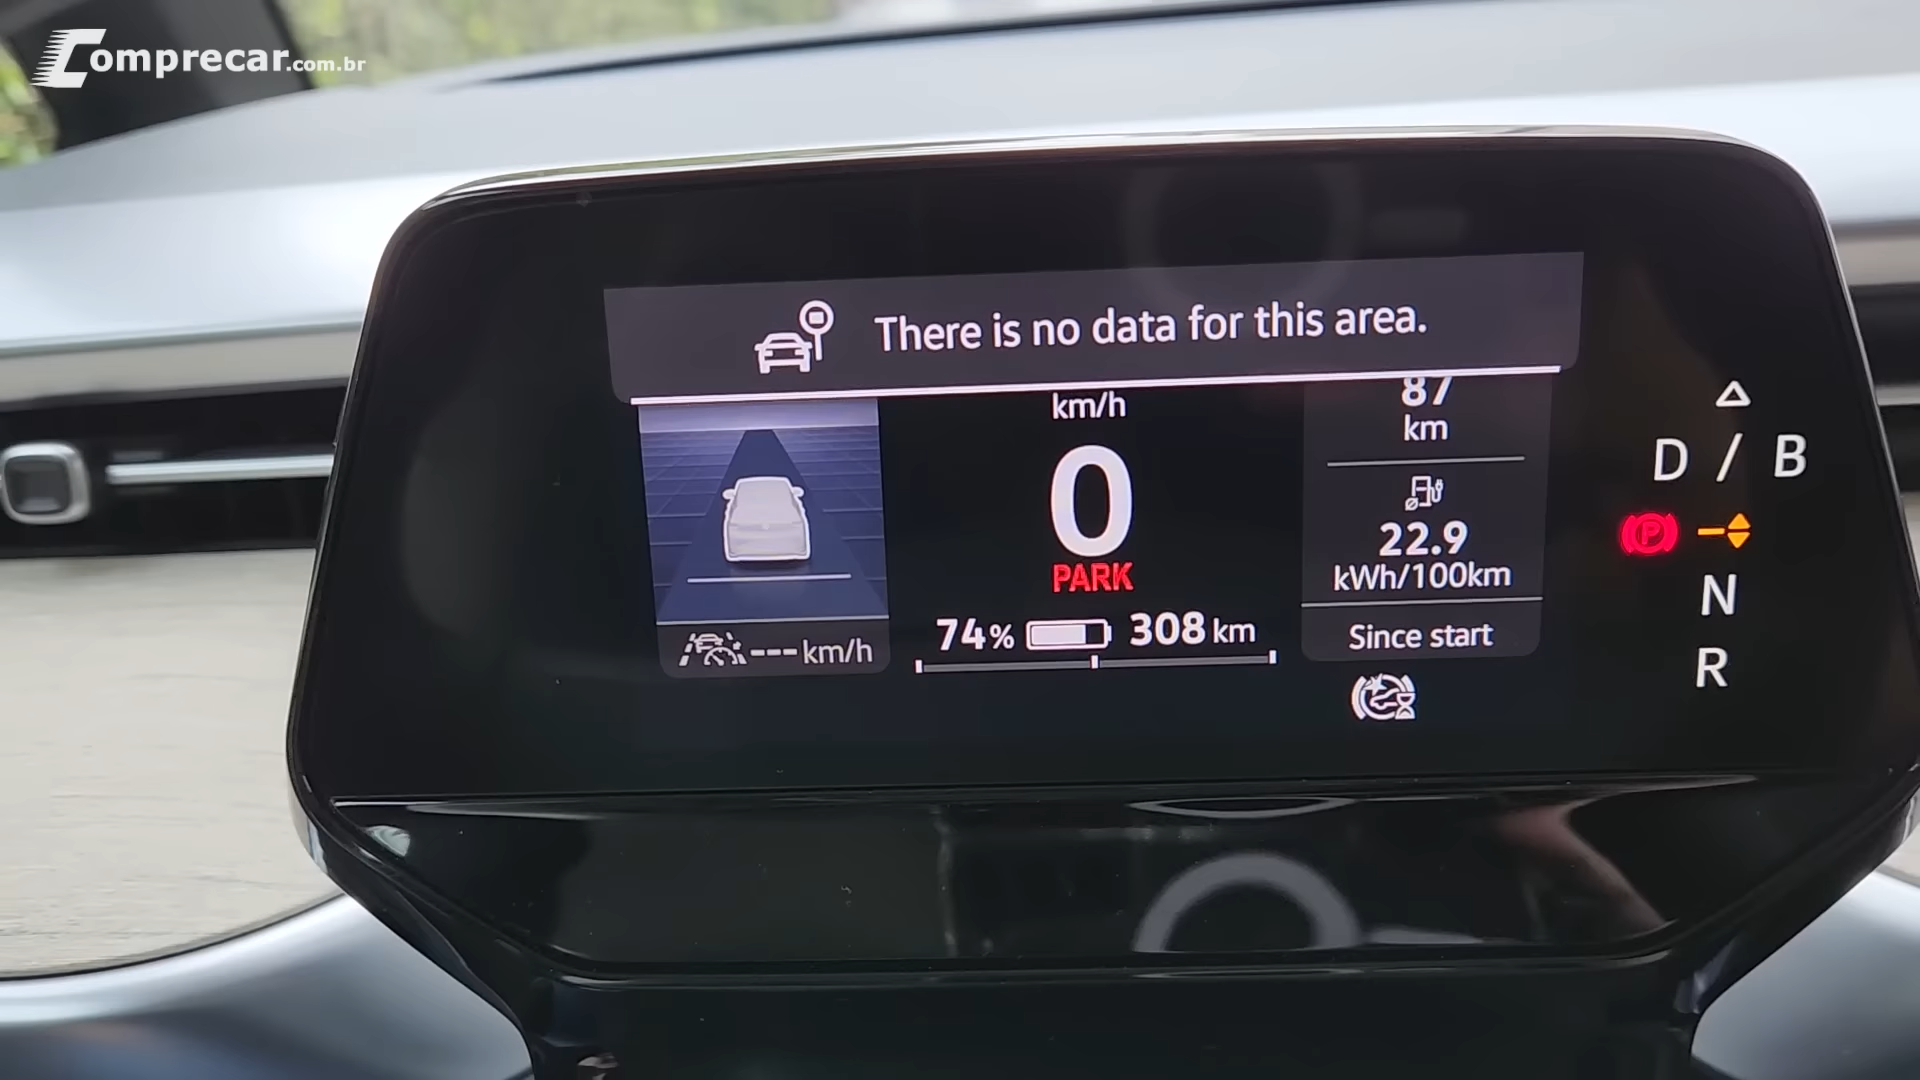 Comprecar.com.br
There is no data for this area.
km/h
0
PARK
74% 308 km
--- km/h
87
km
22.9
kWh/100km
Since start
D / B
P
N
R